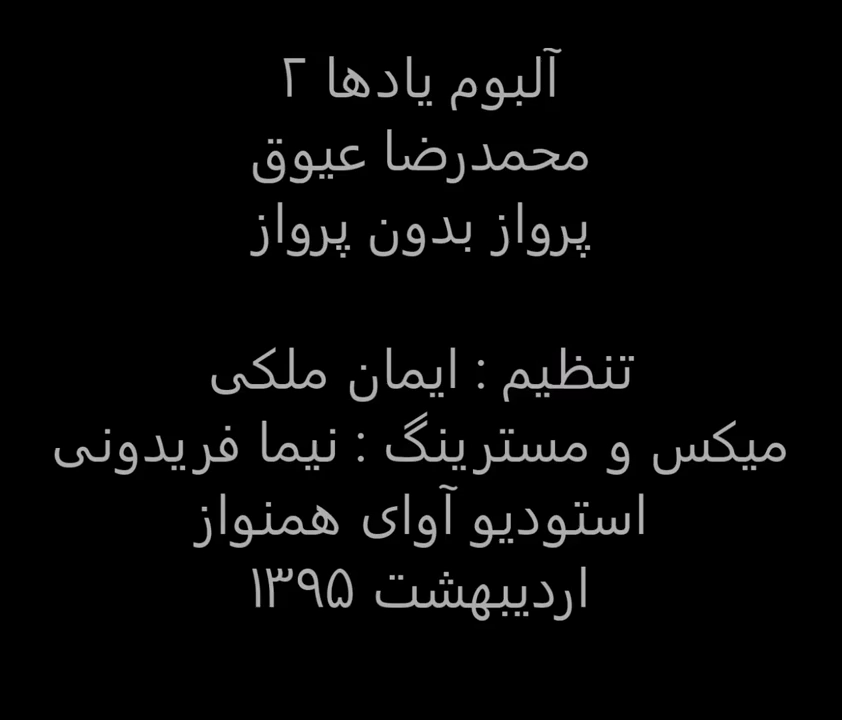 آلبوم یادها ۲
محمدرضا عیوق
پرواز بدون پرواز
تنظیم : ایمان ملکی
میکس و مسترینگ : نیما فریدونی
استودیو آوای همنواز
اردیبهشت ۱۳۹۵